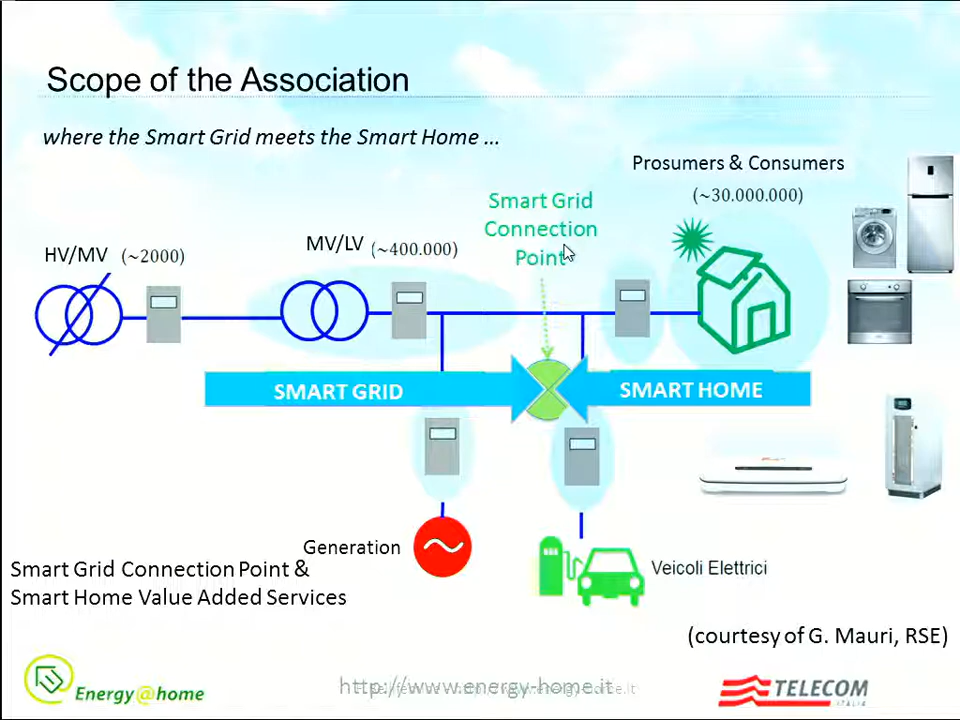 Scope of the Association
where the Smart Grid meets the Smart Home ...
Prosumers & Consumers
(~30.000.000)
Smart Grid
Connection
Point
MV/LV (~400.000)
HV/MV (~2000)
SMART GRID
SMART HOME
Generation
Veicoli Elettrici
Smart Grid Connection Point &
Smart Home Value Added Services
(courtesy of G. Mauri, RSE)
Energy@home
http://www.energy-home.it
TELECOM
ITALIA